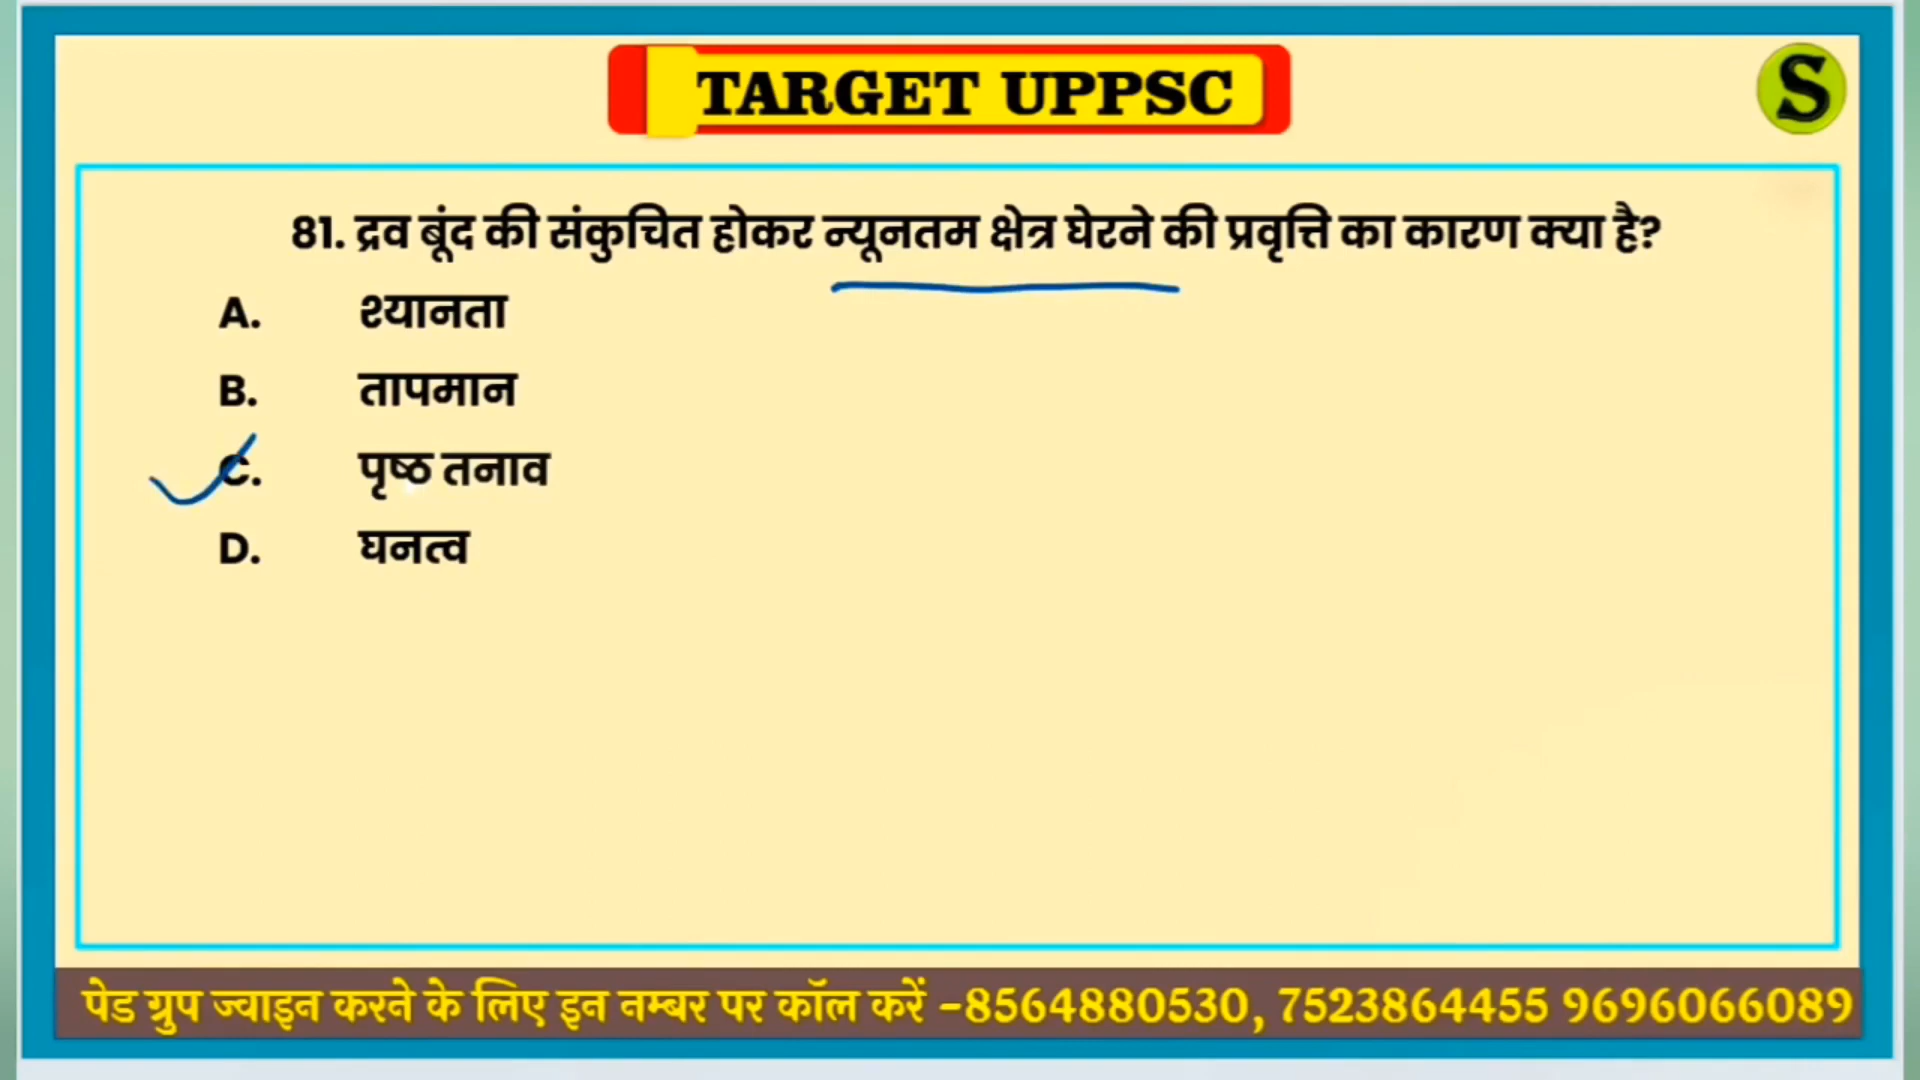 TARGET UPPSC
S
81. द्रव बूंद की संकुचित होकर न्यूनतम क्षेत्र घेरने की प्रवृत्ति का कारण क्या है?
A. श्यानता
B. तापमान
C. पृष्ठ तनाव
D. घनत्व
पेड ग्रुप ज्वाइन करने के लिए इन नम्बर पर कॉल करें -8564880530, 7523864455 9696066089